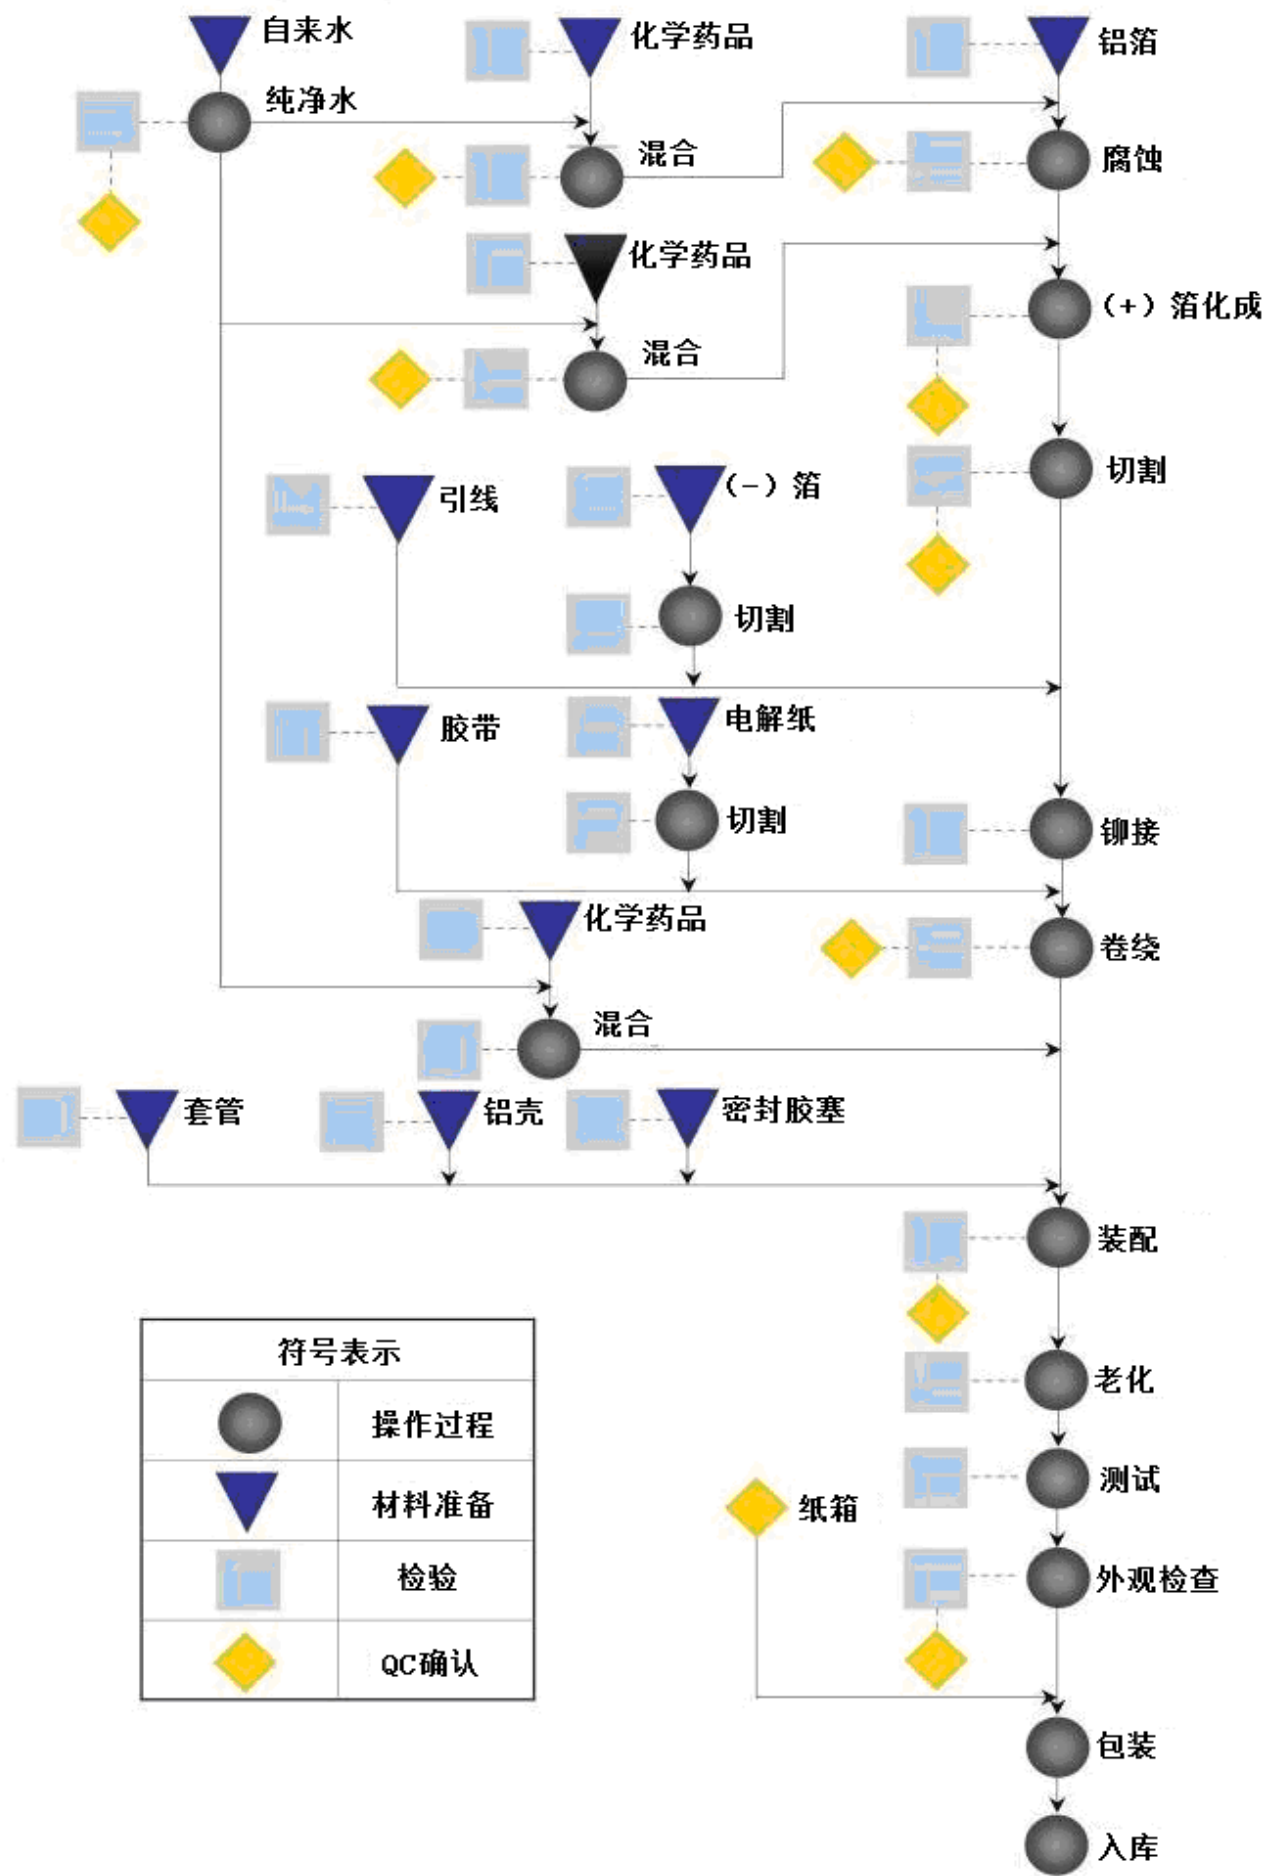 自来水
化学药品
铝箔
纯净水
混合
腐蚀
化学药品
(+)箔化成
混合
切割
引线
(-)箔
切割
胶带
电解纸
切割
铆接
化学药品
卷绕
混合
套管
铝壳
密封胶塞
装配
符号表示
操作过程
材料准备
检验
QC确认
老化
测试
纸箱
外观检查
包装
入库